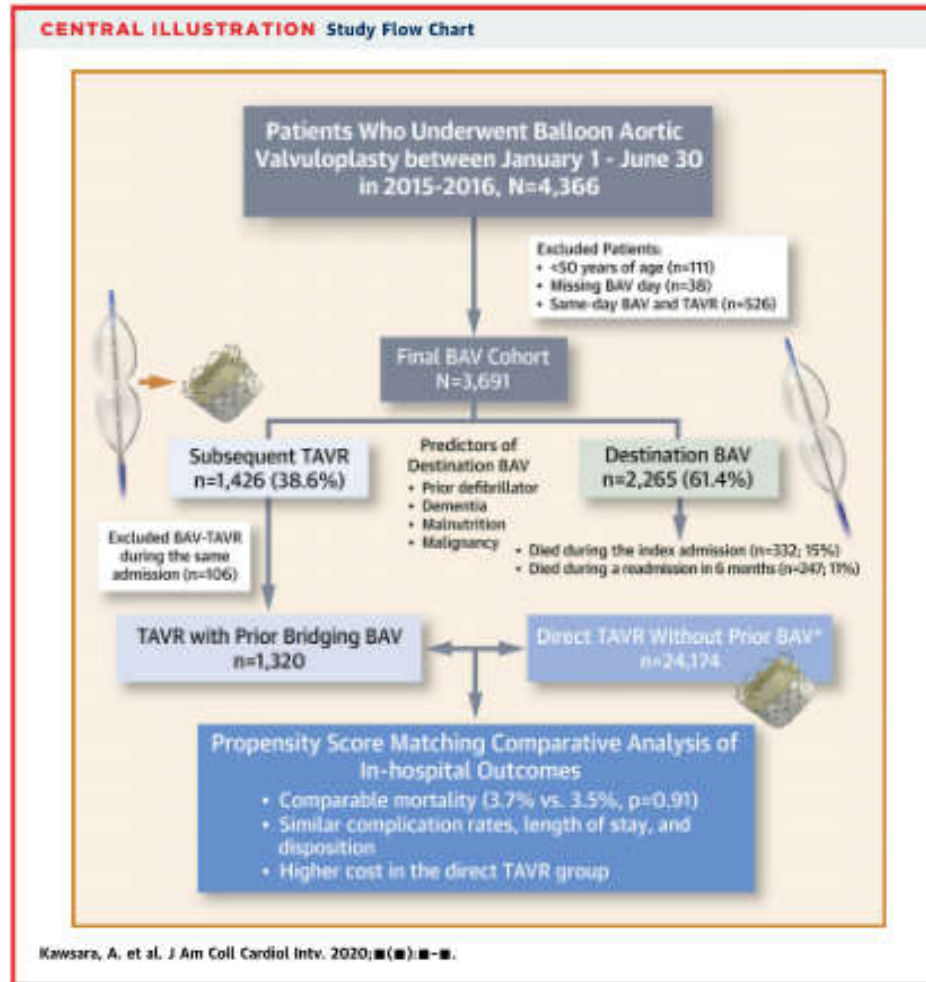 CENTRAL ILLUSTRATION Study Flow Chart
Patients Who Underwent Balloon Aortic
Valvuloplasty between January 1 - June 30
in 2015-2016, N=4,366
Excluded Patients:
• <50 years of age (n=111)
• Missing BAV day (n=38)
• Same-day BAV and TAVR (n=526)
Final BAV Cohort
N=3,691
Subsequent TAVR
n=1,426 (38.6%)
Predictors of
Destination BAV
• Prior defibrillator
• Dementia
• Malnutrition
• Malignancy
Destination BAV
n=2,265 (61.4%)
Excluded BAV-TAVR
during the same
admission (n=106)
• Died during the index admission (n=332; 15%)
• Died during a readmission in 6 months (n=247; 11%)
TAVR with Prior Bridging BAV
n=1,320
Direct TAVR Without Prior BAV*
n=24,174
Propensity Score Matching Comparative Analysis of
In-hospital Outcomes
• Comparable mortality (3.7% vs. 3.5%, p=0.91)
• Similar complication rates, length of stay, and
disposition
• Higher cost in the direct TAVR group
Kawsara, A. et al. J Am Coll Cardiol Intv. 2020;■(■):■-■.